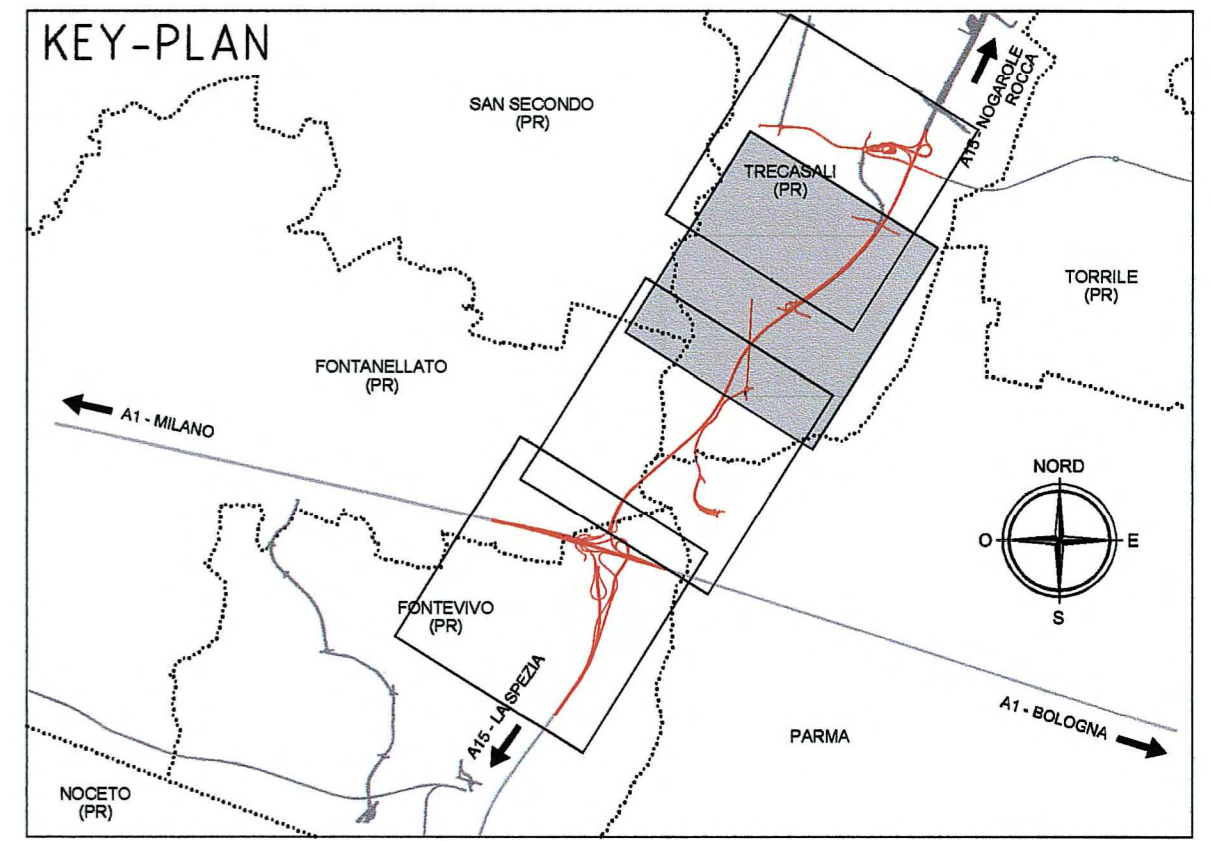 KEY-PLAN
SAN SECONDO
(PR)
A15 - NOGAROLE
ROCCA
TRECASALI
(PR)
TORRILE
(PR)
FONTANELLATO
(PR)
A1 - MILANO
NORD
O
E
S
FONTEVIVO
(PR)
A15 - LA SPEZIA
A1 - BOLOGNA
PARMA
NOCETO
(PR)